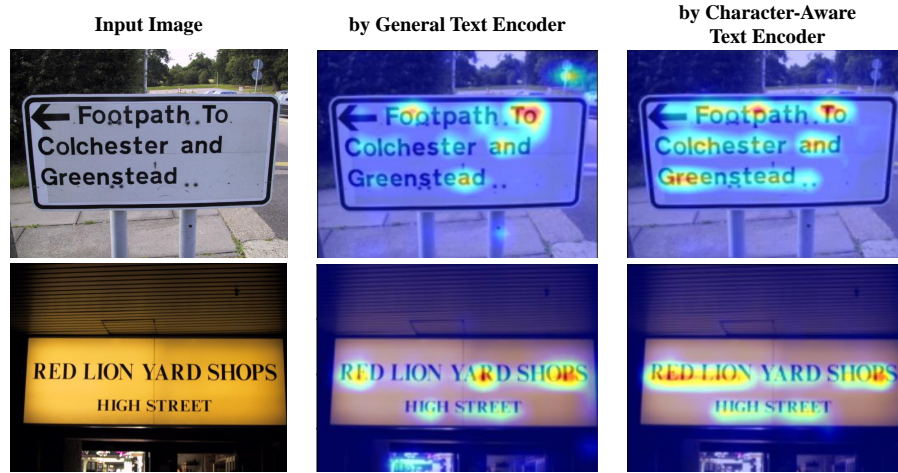 Input Image
by General Text Encoder
by Character-Aware
Text Encoder
Footpath To
Colchester and
Greenstead
Footpath To
Colchester and
Greenstead
Footpath To
Colchester and
Greenstead
RED LION YARD SHOPS
HIGH STREET
RED LION YARD SHOPS
HIGH STREET
RED LION YARD SHOPS
HIGH STREET